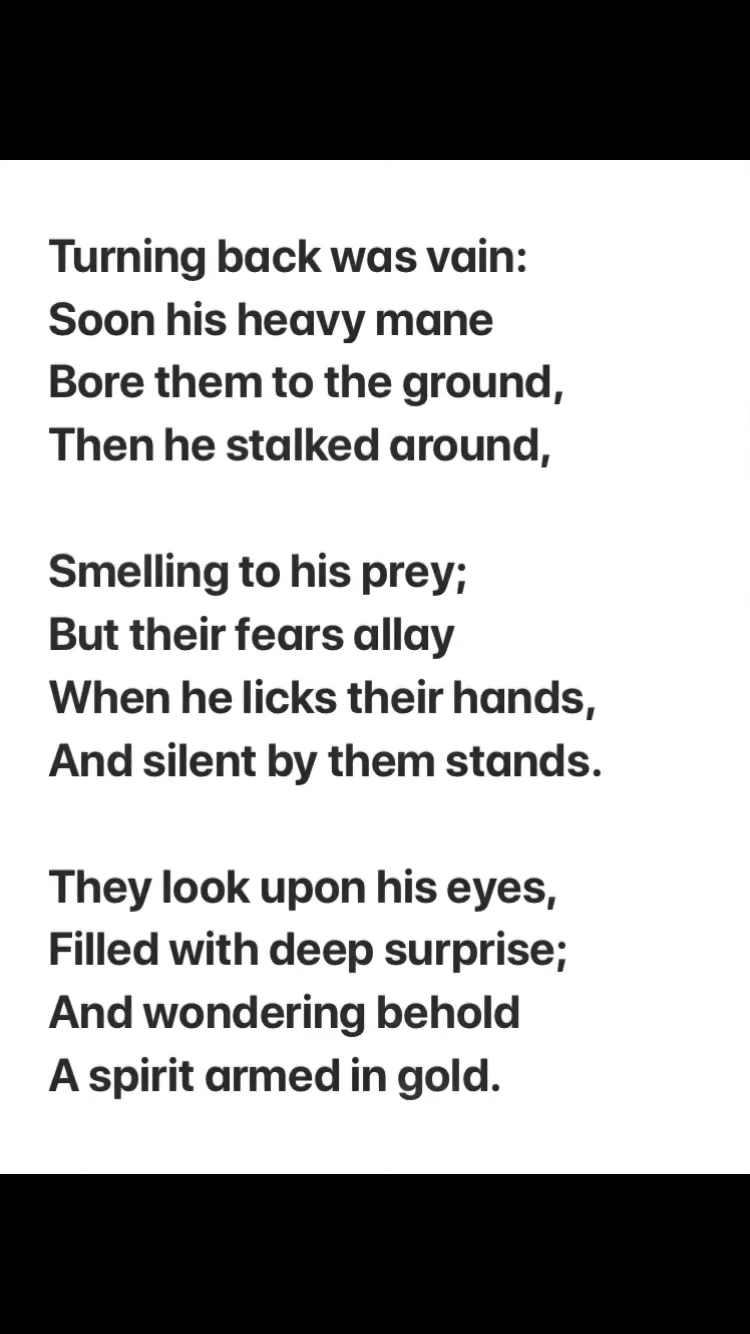 Turning back was vain:
Soon his heavy mane
Bore them to the ground,
Then he stalked around,

Smelling to his prey;
But their fears allay
When he licks their hands,
And silent by them stands.

They look upon his eyes,
Filled with deep surprise;
And wondering behold
A spirit armed in gold.